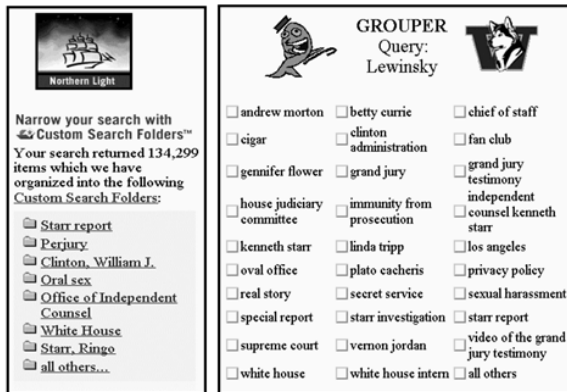 Northern Light
Narrow your search with
Custom Search Folders™
Your search returned 134,299
items which we have
organized into the following
Custom Search Folders:
Starr report
Perjury
Clinton, William J.
Oral sex
Office of Independent
Counsel
White House
Starr, Ringo
all others...
GROUPER
Query:
Lewinsky
W
andrew morton
betty currie
chief of staff
cigar
clinton
administration
fan club
gennifer flower
grand jury
grand jury
testimony
house judiciary
committee
immunity from
prosecution
independent
counsel kenneth
starr
kenneth starr
linda tripp
los angeles
oval office
plato cacheris
privacy policy
real story
secret service
sexual harassment
special report
starr investigation
starr report
supreme court
vernon jordan
video of the grand
jury testimony
white house
white house intern
all others